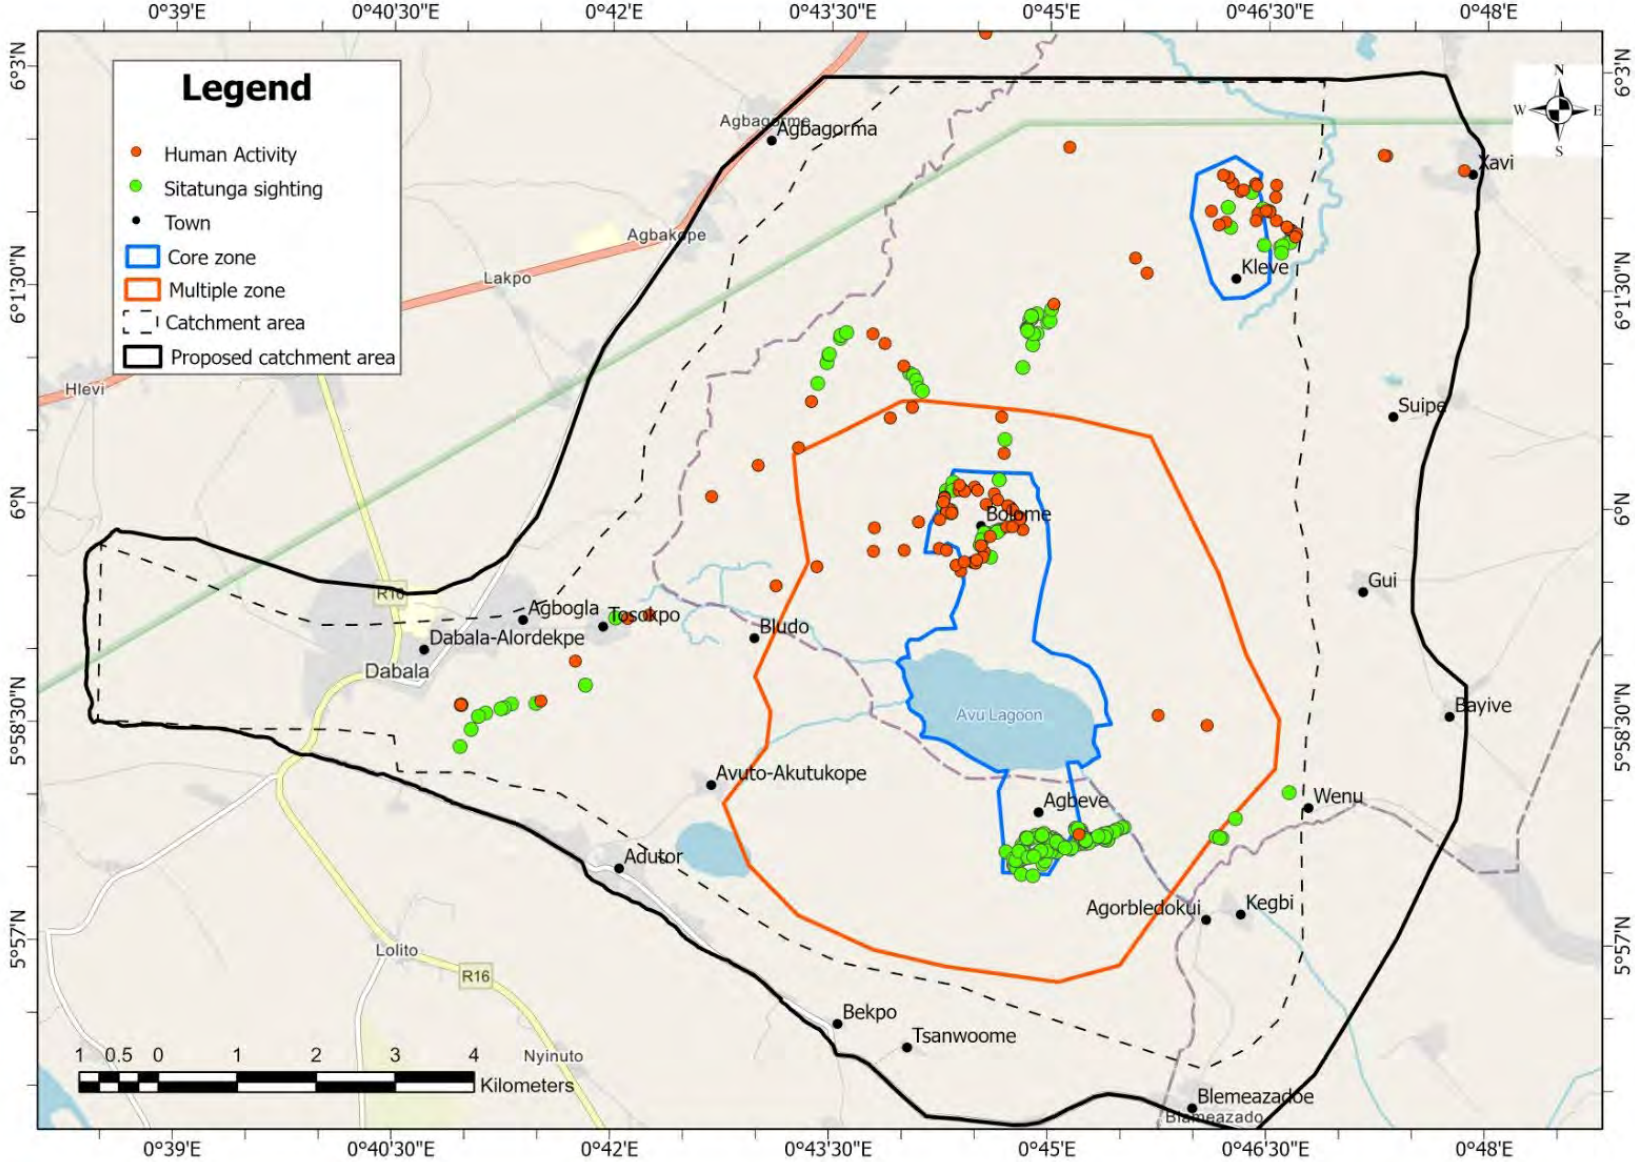 0°39'E 0°40'30"E 0°42'E 0°43'30"E 0°45'E 0°46'30"E 0°48'E
6°3'N
6°3'N
Legend
Human Activity
Sitatunga sighting
Town
Core zone
Multiple zone
Catchment area
Proposed catchment area
N
W E
S
Agbagorme
Agbagorma
Xavi
Agbakope
Lakpo
Kleve
6°1'30"N
6°1'30"N
Hlevi
Suipe
6°N
6°N
Bolome
R16
Gui
Agbogla
Tosokpo
Dabala-Alordekpe
Bludo
Dabala
Avu Lagoon
Bayive
5°58'30"N
5°58'30"N
Avuto-Akutukope
Agbeve
Wenu
Adutor
Agorbledokui
Kegbi
5°57'N
5°57'N
Lolito
R16
Bekpo
Tsanwoome
Nyinuto
1 0.5 0 1 2 3 4
Kilometers
Blemeazadoe
Blameazado
0°39'E 0°40'30"E 0°42'E 0°43'30"E 0°45'E 0°46'30"E 0°48'E